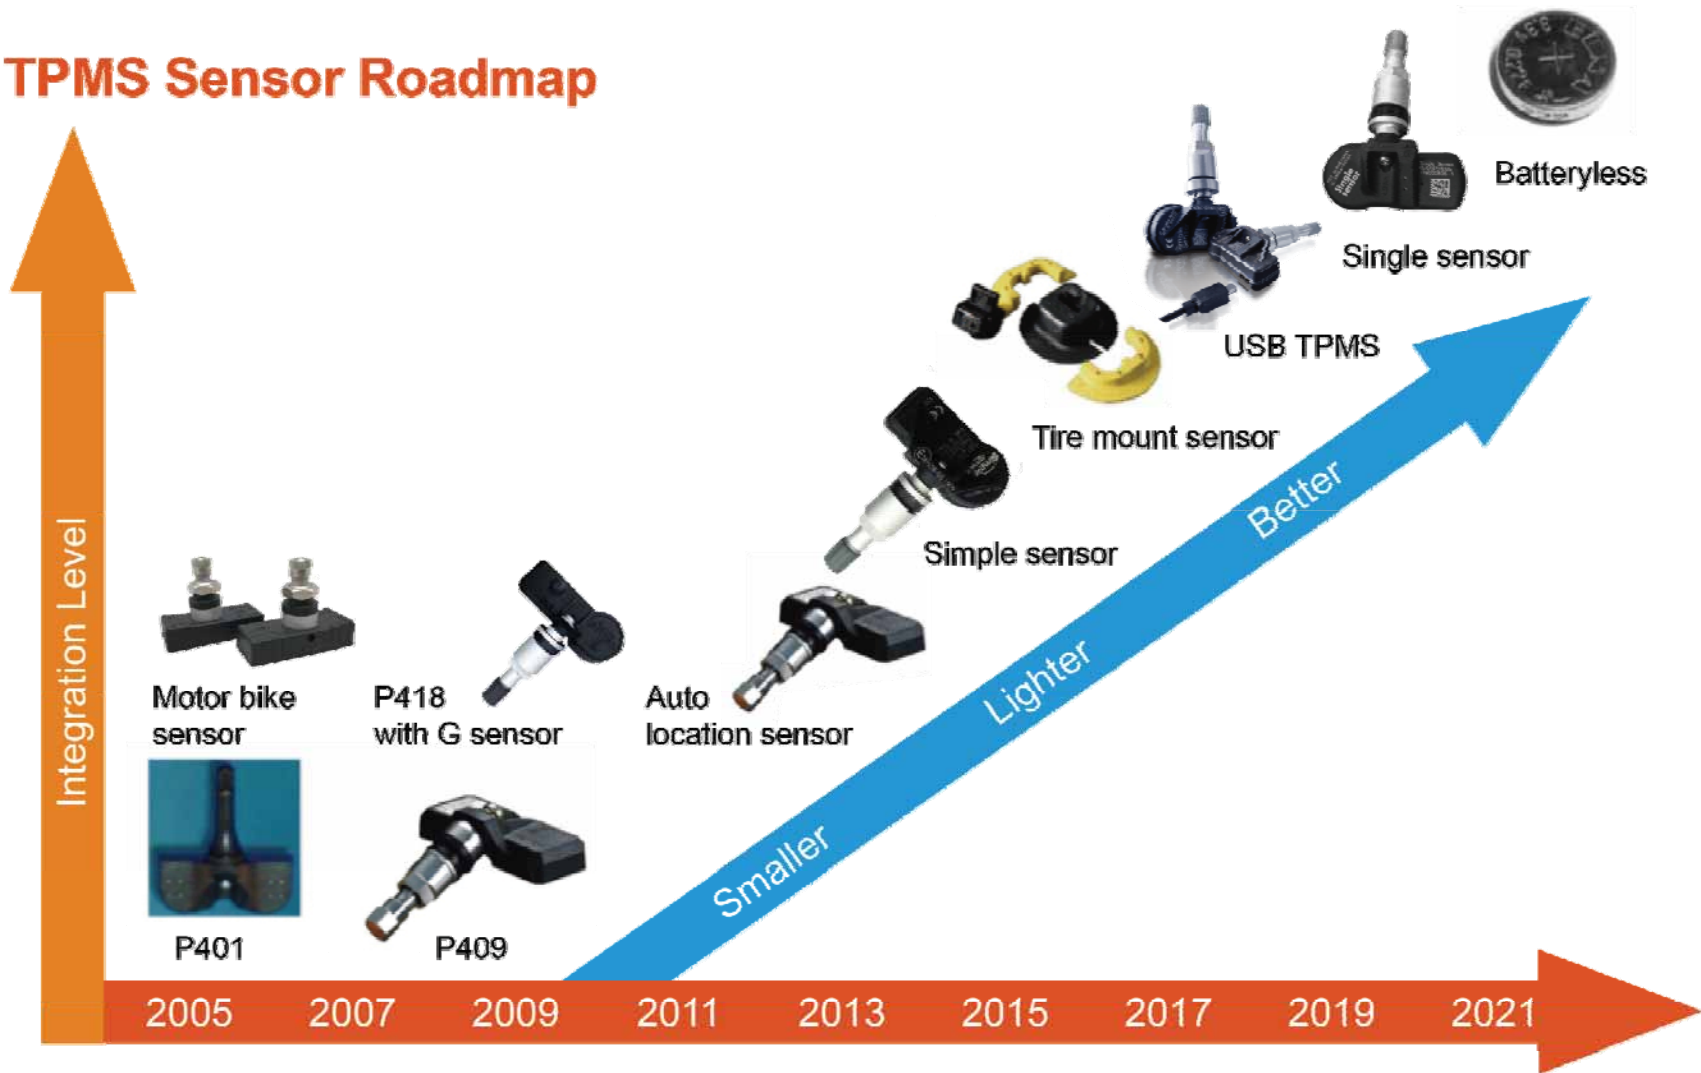 TPMS Sensor Roadmap
Batteryless
Single
sensor
Single sensor
USB TPMS
Tire mount sensor
Simple sensor
Motor bike
sensor
P418
with G sensor
Auto
location sensor
P401
P409
Integration Level
Smaller
Lighter
Better
2005
2007
2009
2011
2013
2015
2017
2019
2021